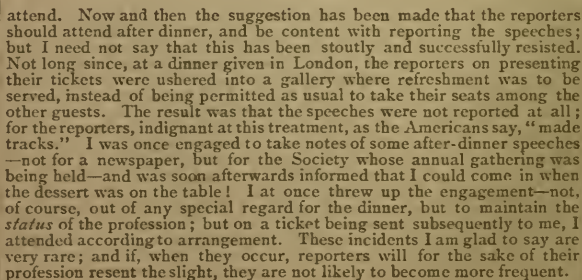 attend. Now and then the suggestion has been made that the reporters
should attend after dinner, and be content with reporting the speeches;
but I need not say that this has been stoutly and successfully resisted.
Not long since, at a dinner given in London, the reporters on presenting
their tickets were ushered into a gallery where refreshment was to be
served, instead of being permitted as usual to take their seats among the
other guests. The result was that the speeches were not reported at all;
for the reporters, indignant at this treatment, as the Americans say, "made
tracks." I was once engaged to take notes of some after-dinner speeches
—not for a newspaper, but for the Society whose annual gathering was
being held—and was soon afterwards informed that I could come in when
the dessert was on the table! I at once threw up the engagement—not,
of course, out of any special regard for the dinner, but to maintain the
status of the profession; but on a ticket being sent subsequently to me, I
attended according to arrangement. These incidents I am glad to say are
very rare; and if, when they occur, reporters will for the sake of their
profession resent the slight, they are not likely to become more frequent.